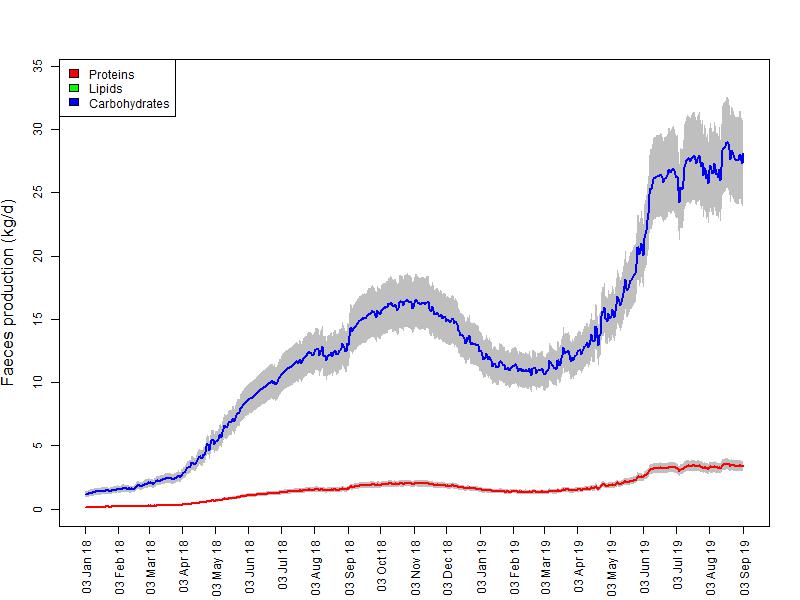 Proteins
Lipids
Carbohydrates
Faeces production (kg/d)
35
30
25
20
15
10
5
0
03 Jan 18
03 Feb 18
03 Mar 18
03 Apr 18
03 May 18
03 Jun 18
03 Jul 18
03 Aug 18
03 Sep 18
03 Oct 18
03 Nov 18
03 Dec 18
03 Jan 19
03 Feb 19
03 Mar 19
03 Apr 19
03 May 19
03 Jun 19
03 Jul 19
03 Aug 19
03 Sep 19